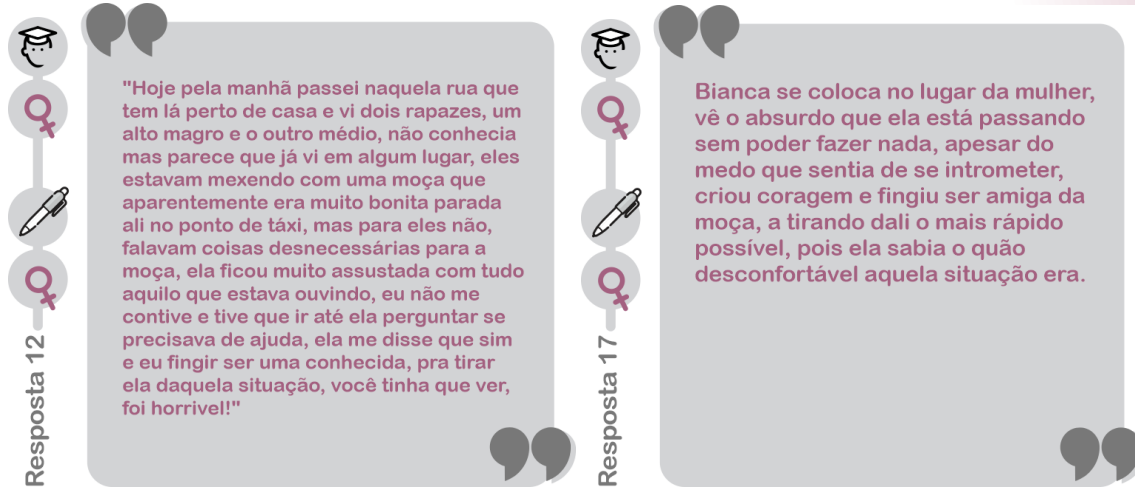 "Hoje pela manhã passei naquela rua que
tem lá perto de casa e vi dois rapazes, um
alto magro e o outro médio, não conhecia
mas parece que já vi em algum lugar, eles
estavam mexendo com uma moça que
aparentemente era muito bonita parada
ali no ponto de táxi, mas para eles não,
falavam coisas desnecessárias para a
moça, ela ficou muito assustada com tudo
aquilo que estava ouvindo, eu não me
contive e tive que ir até ela perguntar se
precisava de ajuda, ela me disse que sim
e eu fingir ser uma conhecida, pra tirar
ela daquela situação, você tinha que ver,
foi horrivel!"
Resposta 12
Bianca se coloca no lugar da mulher,
vê o absurdo que ela está passando
sem poder fazer nada, apesar do
medo que sentia de se intrometer,
criou coragem e fingiu ser amiga da
moça, a tirando dali o mais rápido
possível, pois ela sabia o quão
desconfortável aquela situação era.
Resposta 17